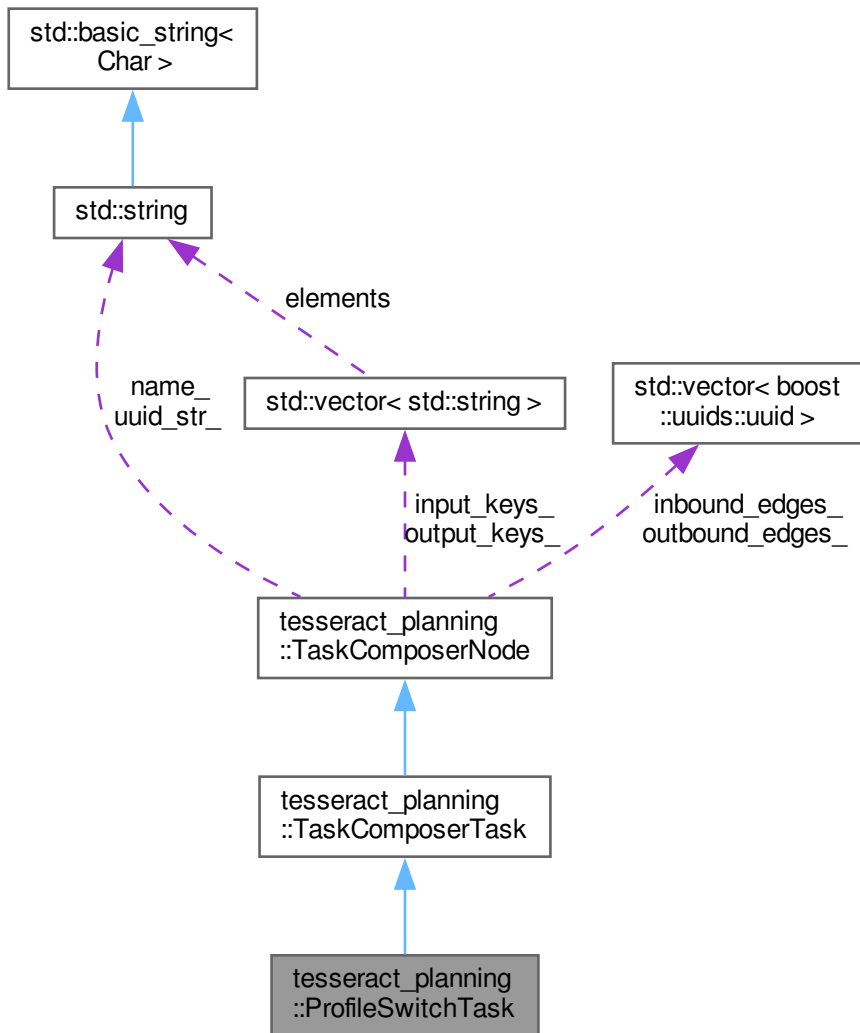 std::basic_string<
Char >
std::string
elements
name_
uuid_str_
std::vector< std::string >
std::vector< boost
::uuids::uuid >
input_keys_
output_keys_
inbound_edges_
outbound_edges_
tesseract_planning
::TaskComposerNode
tesseract_planning
::TaskComposerTask
tesseract_planning
::ProfileSwitchTask